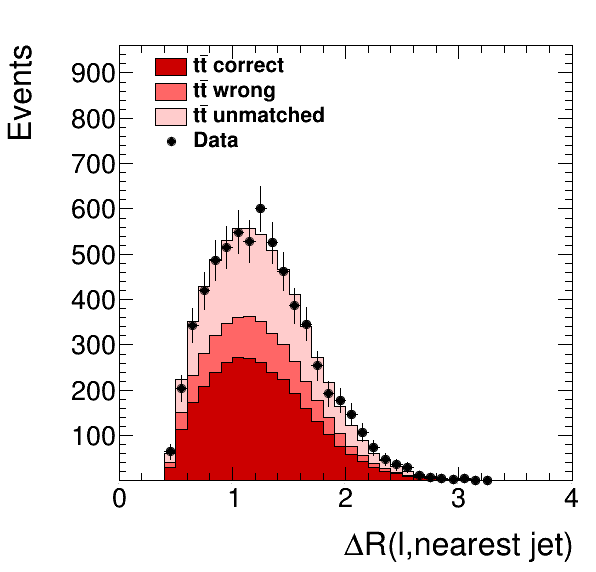 Events
900
800
700
600
500
400
300
200
100
tt̅ correct
tt̅ wrong
tt̅ unmatched
Data
0 1 2 3 4
ΔR(l,nearest jet)